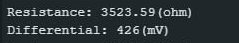 Resistance: 3523.59(ohm)
Differential: 426(mV)